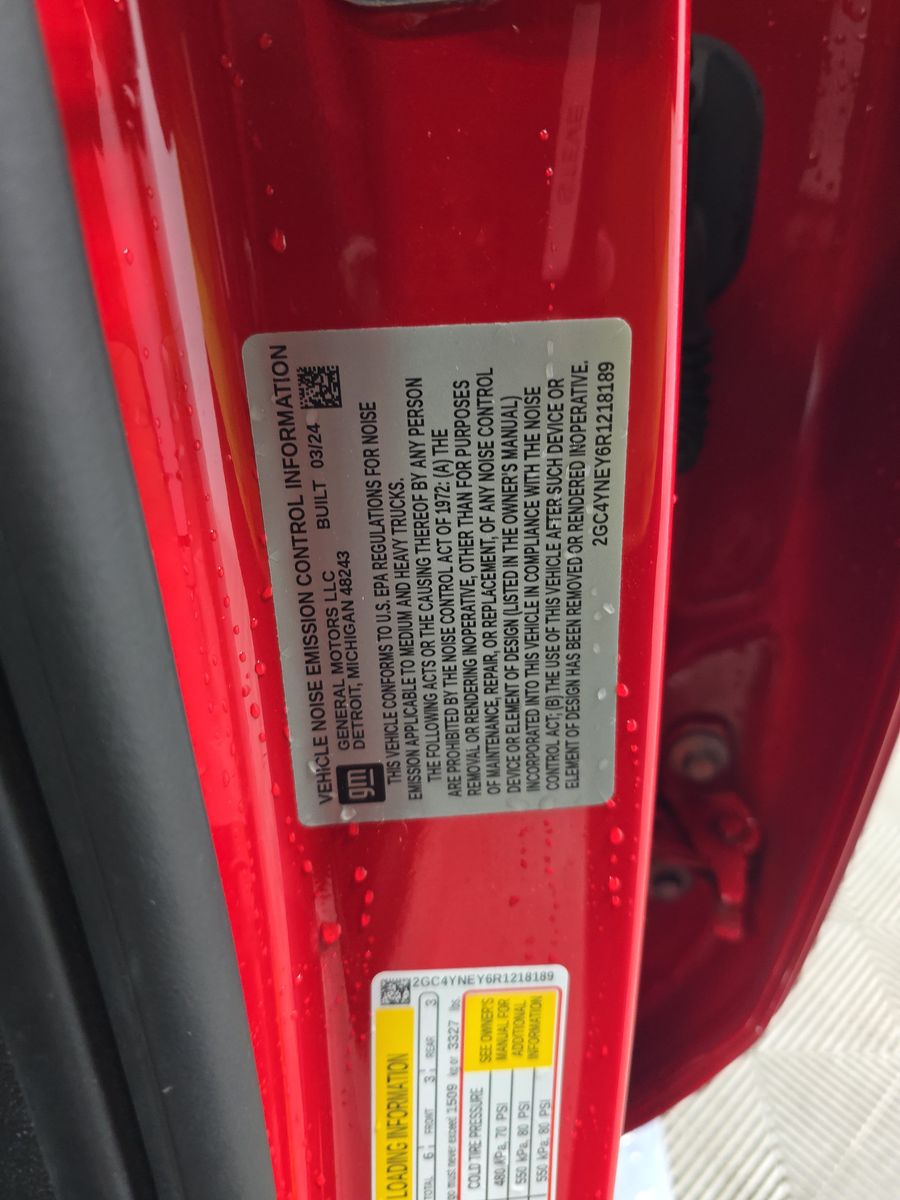 VEHICLE NOISE EMISSION CONTROL INFORMATION
gm
GENERAL MOTORS LLC
DETROIT, MICHIGAN 48243
BUILT 03/24
THIS VEHICLE CONFORMS TO U.S. EPA REGULATIONS FOR NOISE
EMISSION APPLICABLE TO MEDIUM AND HEAVY TRUCKS.
THE FOLLOWING ACTS OR THE CAUSING THEREOF BY ANY PERSON
ARE PROHIBITED BY THE NOISE CONTROL ACT OF 1972: (A) THE
REMOVAL OR RENDERING INOPERATIVE, OTHER THAN FOR PURPOSES
OF MAINTENANCE, REPAIR, OR REPLACEMENT, OF ANY NOISE CONTROL
DEVICE OR ELEMENT OF DESIGN (LISTED IN THE OWNER'S MANUAL)
INCORPORATED INTO THIS VEHICLE IN COMPLIANCE WITH THE NOISE
CONTROL ACT; (B) THE USE OF THIS VEHICLE AFTER SUCH DEVICE OR
ELEMENT OF DESIGN HAS BEEN REMOVED OR RENDERED INOPERATIVE.
2GC4YNEY6R1218189
2GC4YNEY6R1218189
LOADING INFORMATION
TOTAL 6 FRONT 3 REAR 3
go must never exceed 1509 kg or 3327 lbs.
COLD TIRE PRESSURE
480 KPA, 70 PSI
550 kPA, 80 PSI
550 kPA, 80 PSI
SEE OWNER'S
MANUAL FOR
ADDITIONAL
INFORMATION